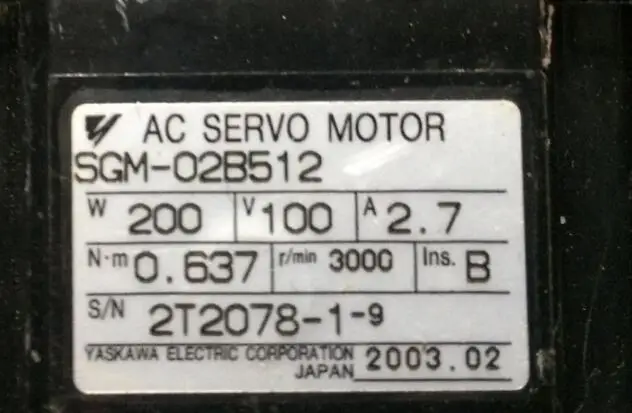 AC SERVO MOTOR
SGM-02B512
W 200 V 100 A 2.7
N·m 0.637 r/min 3000 Ins. B
S/N 2T2078-1-9
YASKAWA ELECTRIC CORPORATION 2003.02
JAPAN